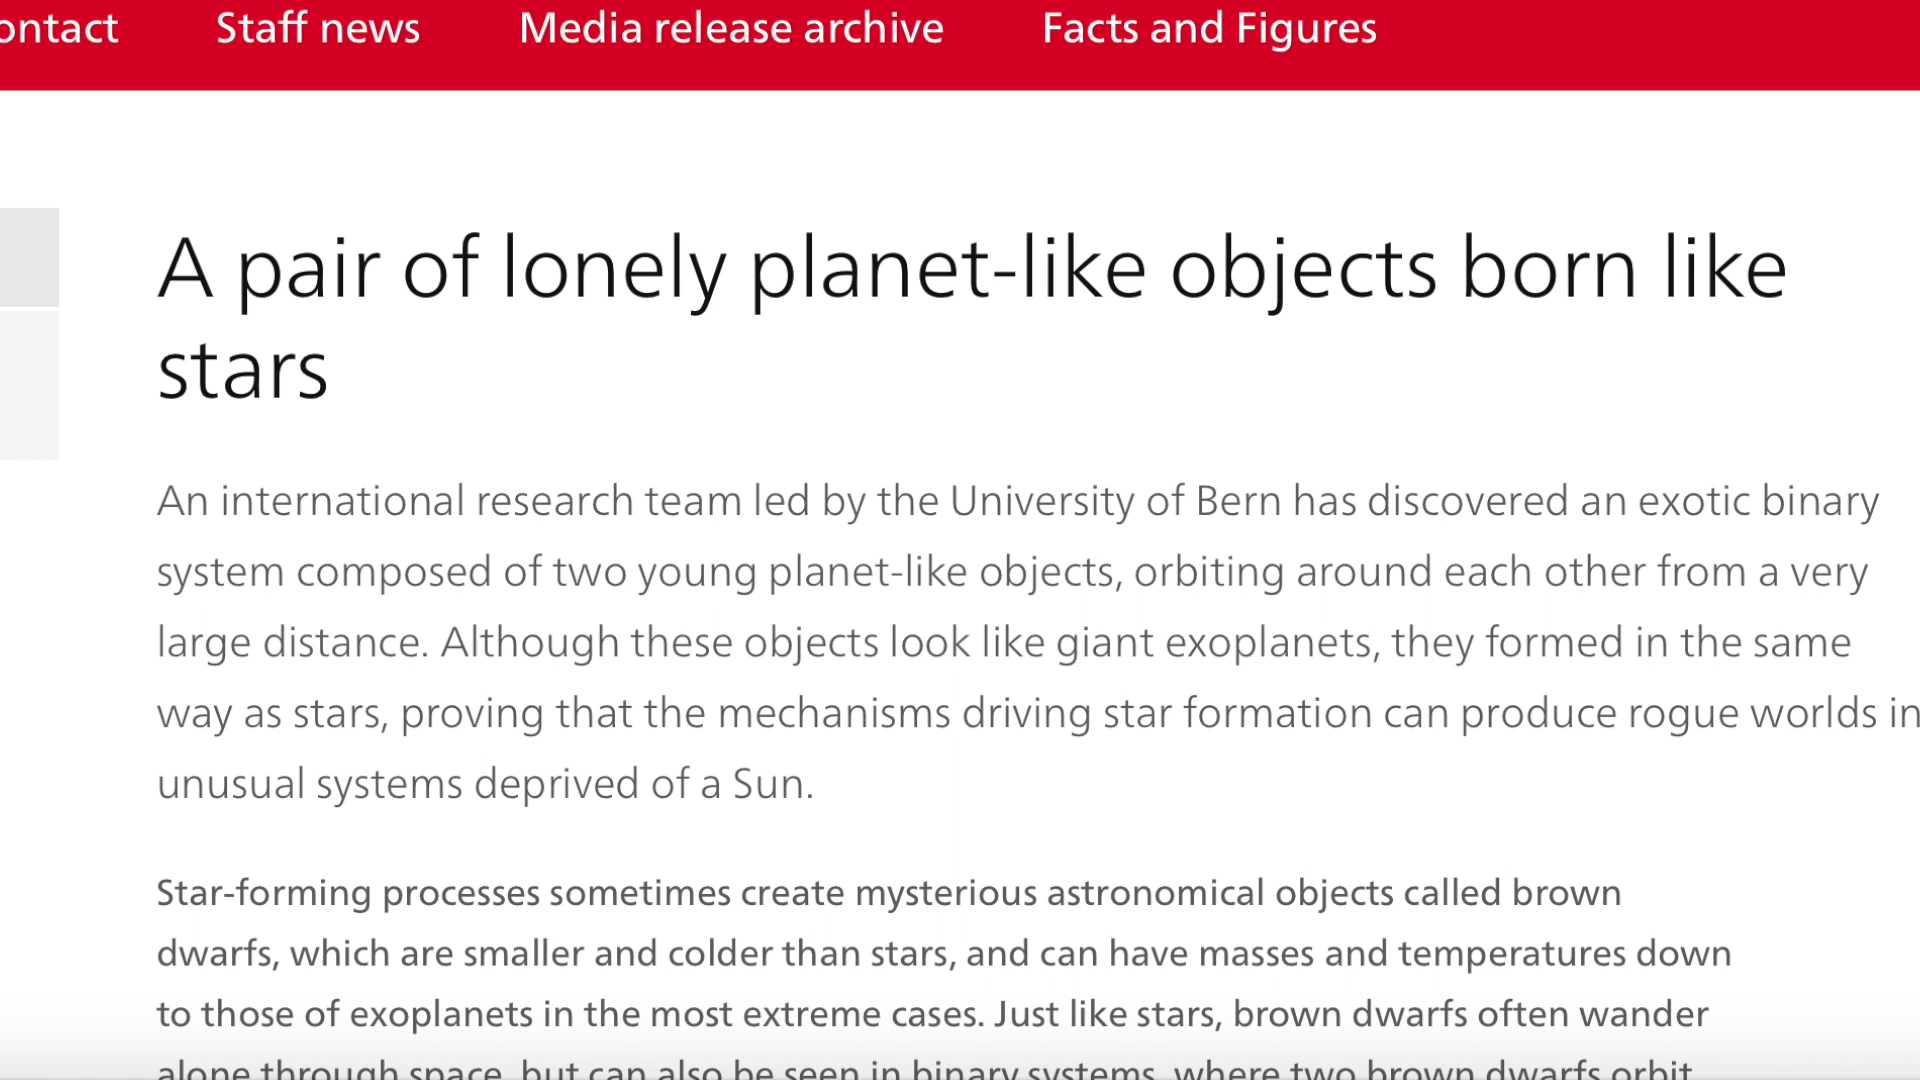 ontact Staff news Media release archive Facts and Figures
A pair of lonely planet-like objects born like
stars
An international research team led by the University of Bern has discovered an exotic binary
system composed of two young planet-like objects, orbiting around each other from a very
large distance. Although these objects look like giant exoplanets, they formed in the same
way as stars, proving that the mechanisms driving star formation can produce rogue worlds in
unusual systems deprived of a Sun.
Star-forming processes sometimes create mysterious astronomical objects called brown
dwarfs, which are smaller and colder than stars, and can have masses and temperatures down
to those of exoplanets in the most extreme cases. Just like stars, brown dwarfs often wander
alone through space, but can also be seen in binary systems, where two brown dwarfs orbit